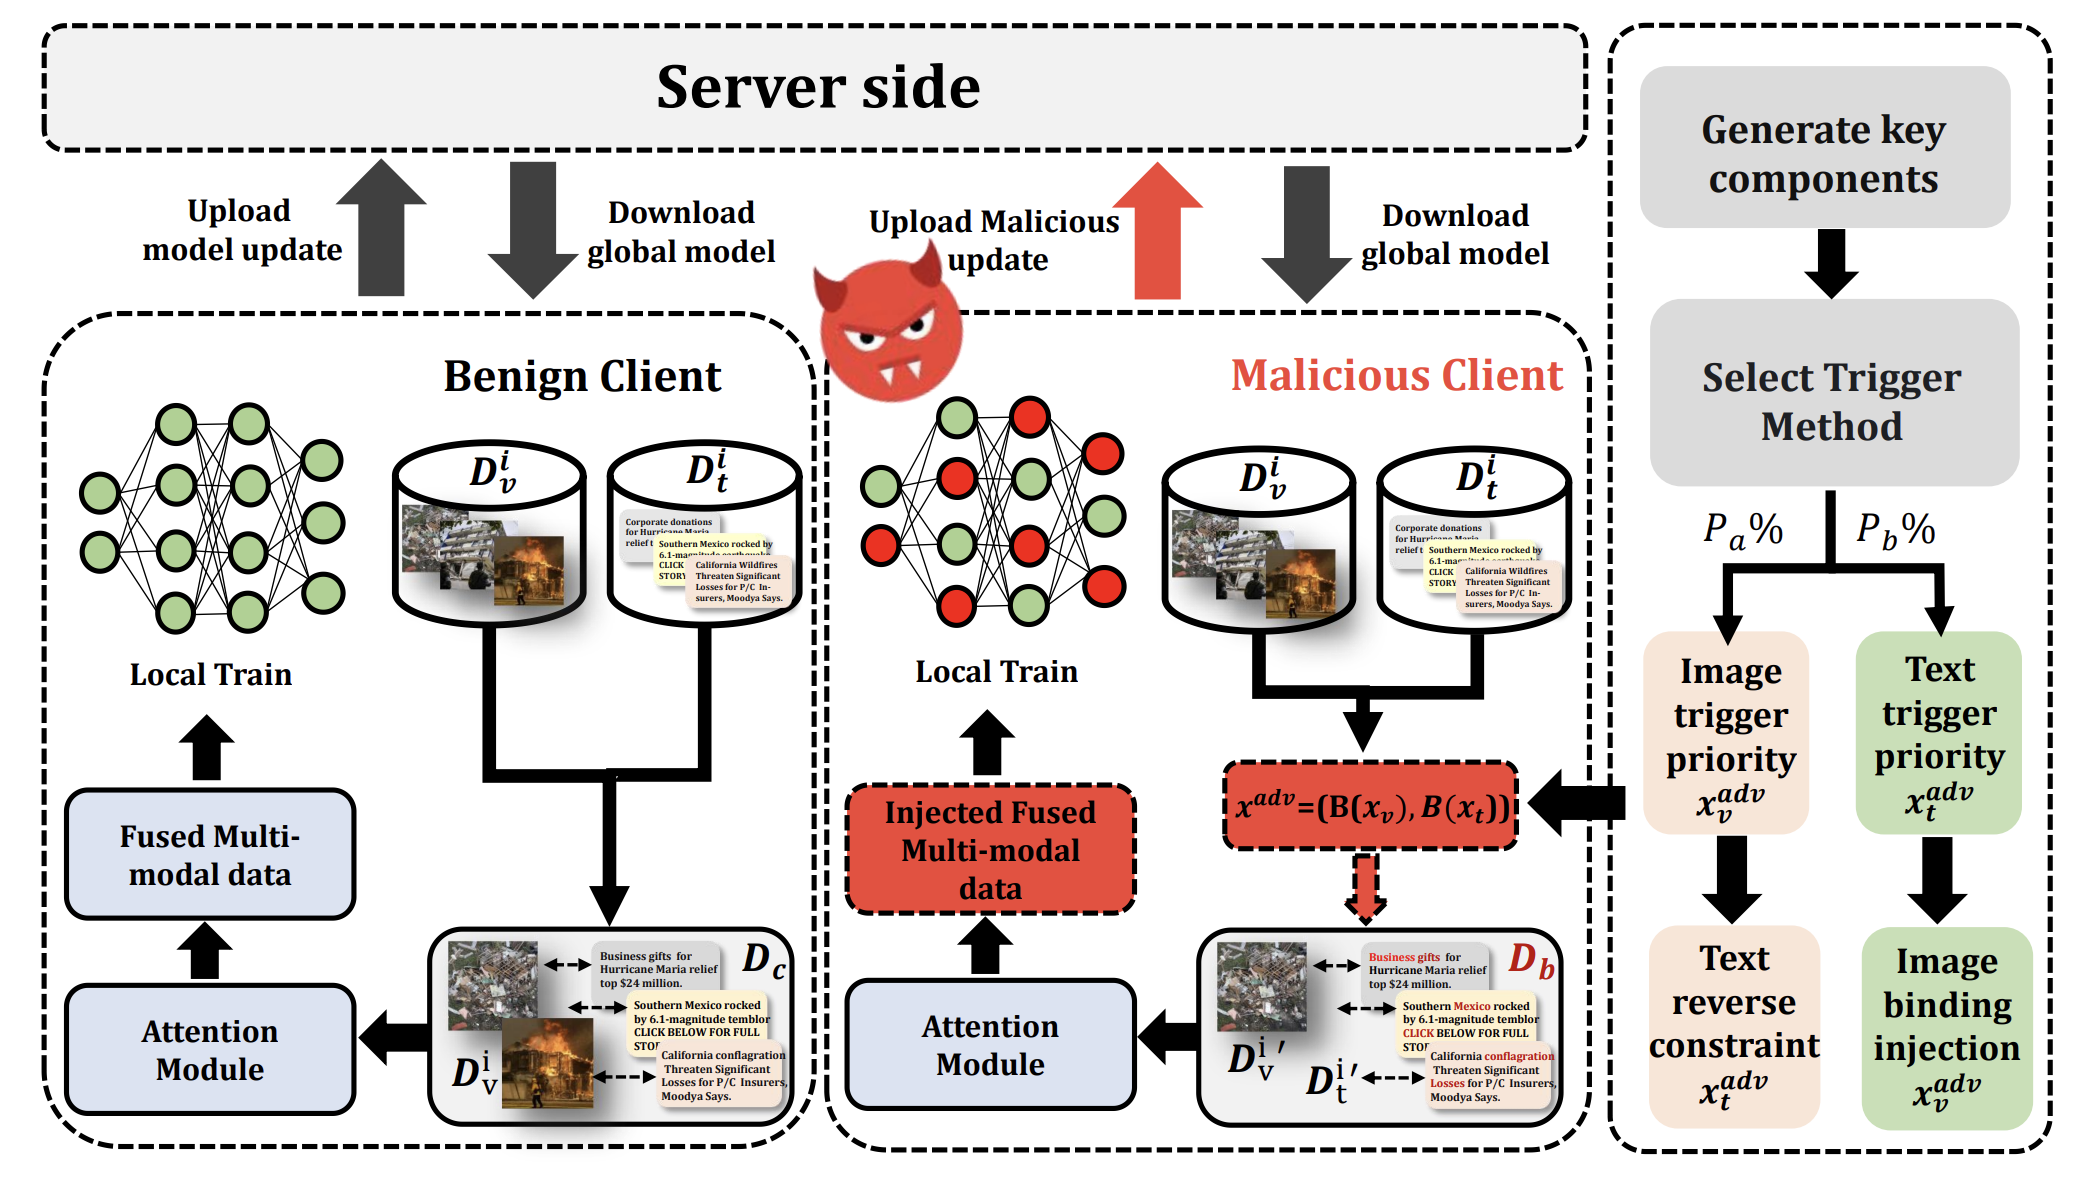 Server side
Upload
model update
Download
global model
Upload Malicious
update
Download
global model
Benign Client
D_v^i
D_t^i
Corporate donations
for Hurricane Maria
relief t
Southern Mexico rocked by
6.1-magnitude earthquake
CLICK
STORY
California Wildfires
Threaten Significant
Losses for P/C In-
surers, Moodya Says.
Local Train
Fused Multi-
modal data
Attention
Module
D_c
Business gifts for
Hurricane Maria relief
top $24 million.
Southern Mexico rocked
by 6.1-magnitude temblor
CLICK BELOW FOR FULL
STO
California conflagration
Threaten Significant
Losses for P/C Insurers,
Moodya Says.
D_v^i
Malicious Client
D_v^i
D_t^i
Corporate donations
for Hurricane Maria
relief t
Southern Mexico rocked by
6.1-magnitude earthquake
CLICK
STORY
California Wildfires
Threaten Significant
Losses for P/C In-
surers, Moodya Says.
Local Train
x^{adv}=(B(x_v), B(x_t))
Injected Fused
Multi-modal
data
Attention
Module
D_b
Business gifts for
Hurricane Maria relief
top $24 million.
Southern Mexico rocked
by 6.1-magnitude temblor
CLICK BELOW FOR FULL
STO
California conflagration
Threaten Significant
Losses for P/C Insurers,
Moodya Says.
D_v^{i'}
D_t^{i'}
Generate key
components
Select Trigger
Method
P_a%
P_b%
Image
trigger
priority
x_v^{adv}
Text
trigger
priority
x_t^{adv}
Text
reverse
constraint
x_t^{adv}
Image
binding
injection
x_v^{adv}